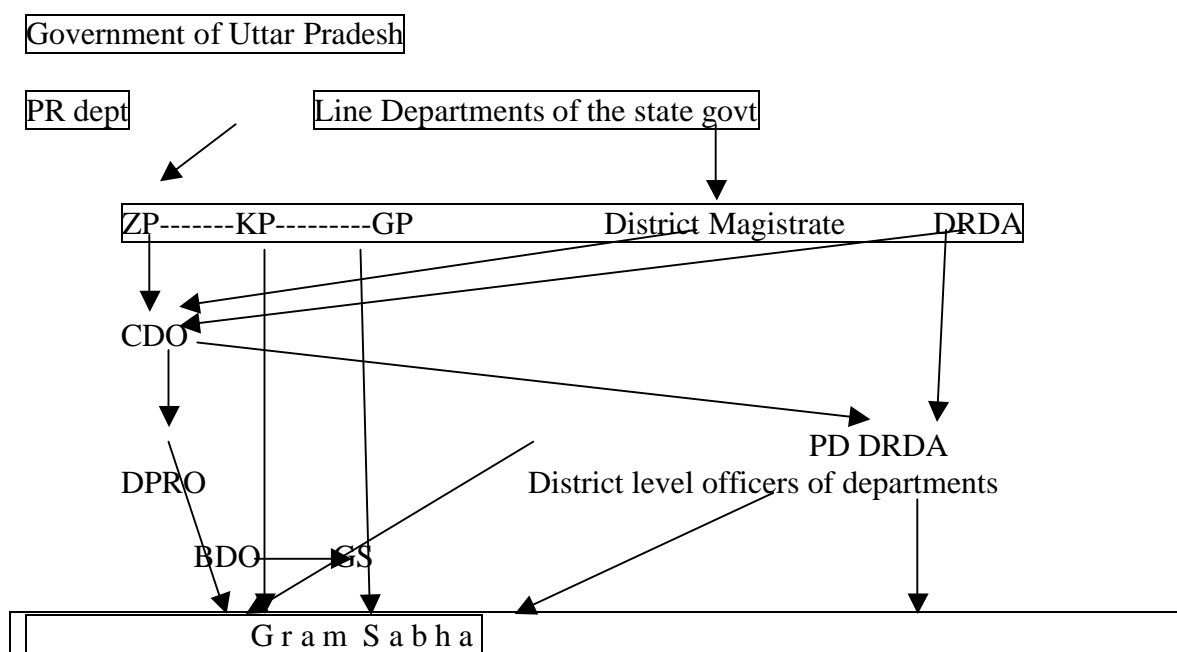 Government of Uttar Pradesh
PR dept Line Departments of the state govt
ZP-------KP---------GP District Magistrate DRDA
CDO
PD DRDA
DPRO District level officers of departments
BDO GS
G r a m S a b h a